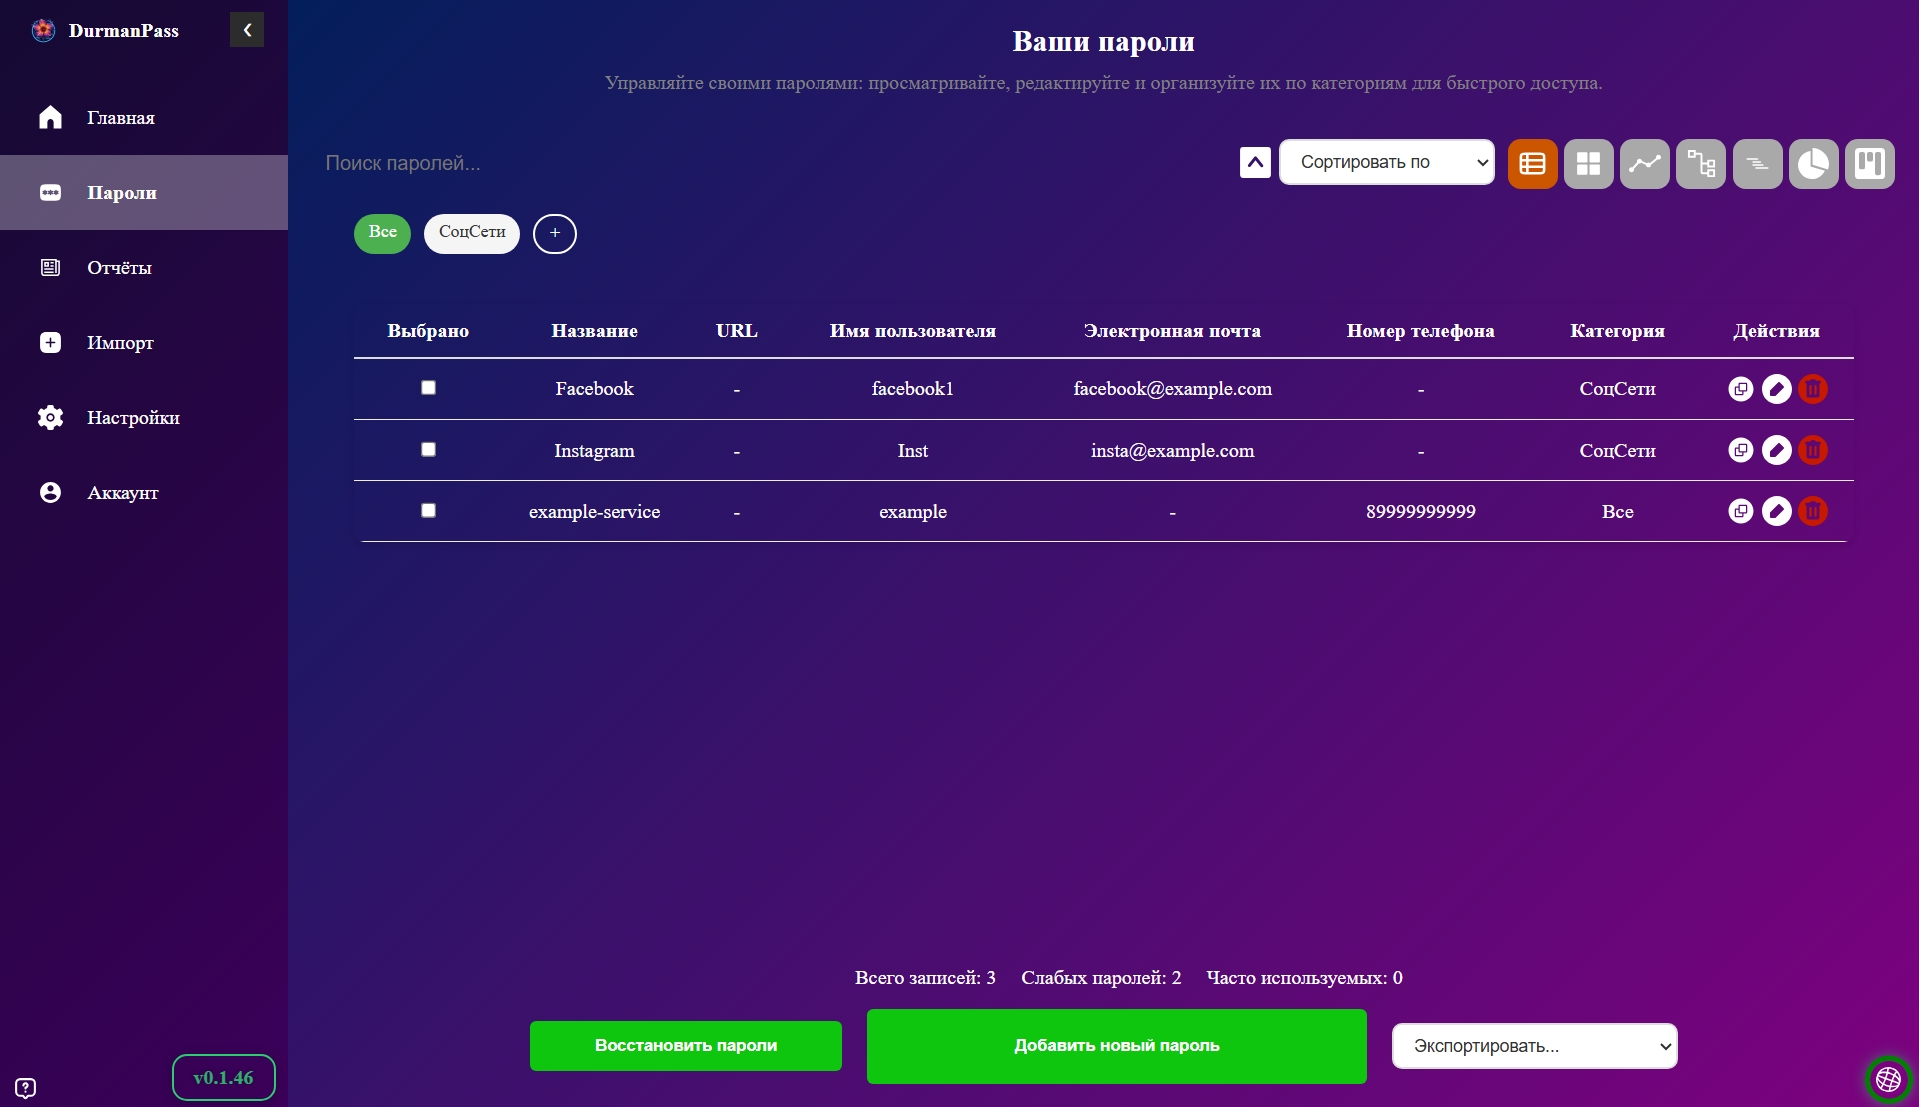 DurmanPass
Главная
Пароли
Отчёты
Импорт
Настройки
Аккаунт
v0.1.46
Ваши пароли
Управляйте своими паролями: просматривайте, редактируйте и организуйте их по категориям для быстрого доступа.
Поиск паролей...
Сортировать по
Все СоцСети +
Выбрано Название URL Имя пользователя Электронная почта Номер телефона Категория Действия
Facebook - facebook1 facebook@example.com - СоцСети
Instagram - Inst insta@example.com - СоцСети
example-service - example - 89999999999 Все
Всего записей: 3 Слабых паролей: 2 Часто используемых: 0
Восстановить пароли Добавить новый пароль Экспортировать...